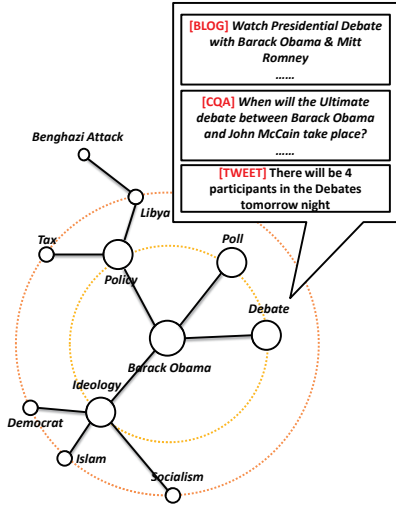 [BLOG] Watch Presidential Debate
with Barack Obama & Mitt
Romney
......
[CQA] When will the Ultimate
debate between Barack Obama
and John McCain take place?
......
[TWEET] There will be 4
participants in the Debates
tomorrow night
Benghazi Attack
Libya
Tax
Poll
Policy
Debate
Barack Obama
Ideology
Democrat
Islam
Socialism